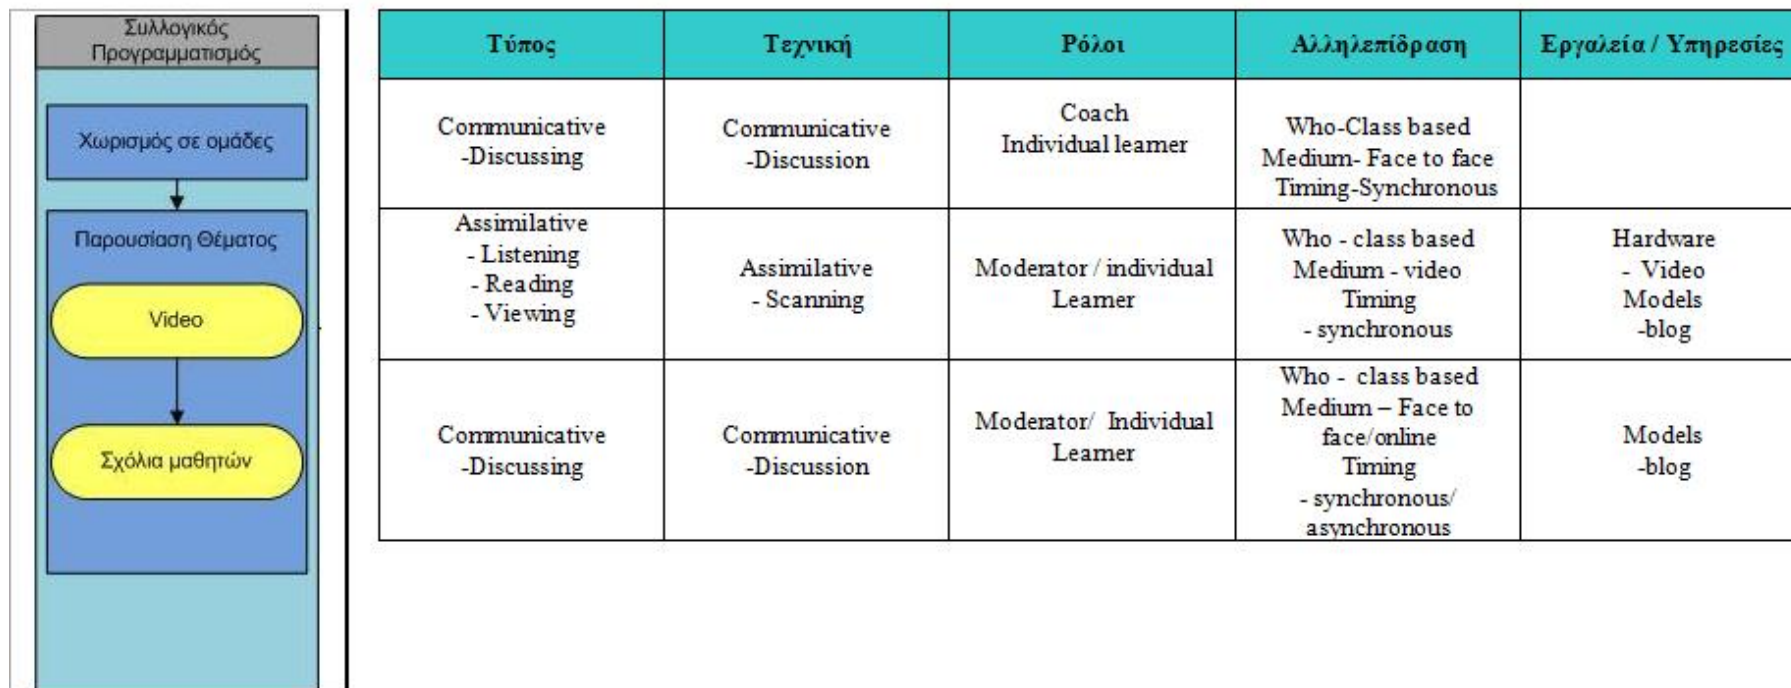 Συλλογικός
Προγραμματισμός
Χωρισμός σε ομάδες
Παρουσίαση Θέματος
Video
Σχόλια μαθητών
Τύπος
Τεχνική
Ρόλοι
Αλληλεπίδραση
Εργαλεία / Υπηρεσίες
Communicative
-Discussing
Communicative
-Discussion
Coach
Individual learner
Who-Class based
Medium- Face to face
Timing-Synchronous
Assimilative
- Listening
- Reading
- Viewing
Assimilative
- Scanning
Moderator / individual
Learner
Who - class based
Medium - video
Timing
- synchronous
Hardware
- Video
Models
-blog
Communicative
-Discussing
Communicative
-Discussion
Moderator/ Individual
Learner
Who - class based
Medium – Face to
face/online
Timing
- synchronous/
asynchronous
Models
-blog